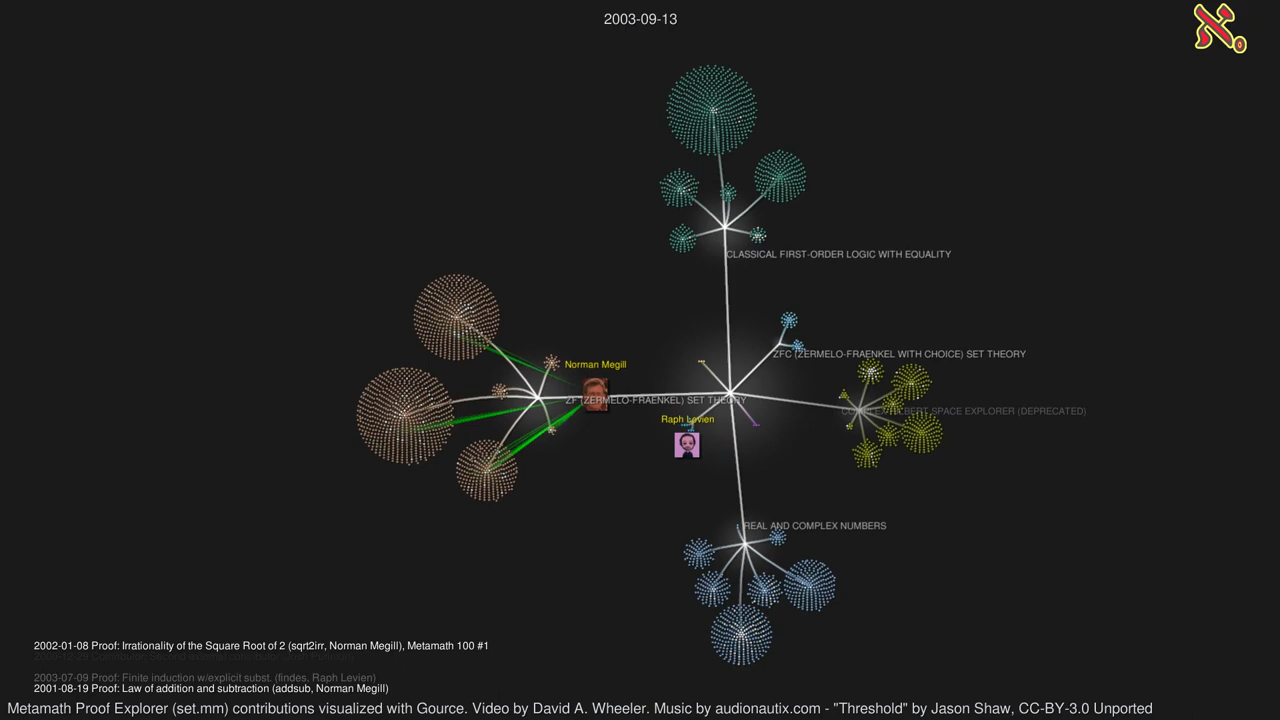 2003-09-13
CLASSICAL FIRST-ORDER LOGIC WITH EQUALITY
ZFC (ZERMELO-FRAENKEL WITH CHOICE) SET THEORY
Norman Megill
ZF (ZERMELO-FRAENKEL) SET THEORY
SPACE EXPLORER (DEPRECATED)
Raph Levien
REAL AND COMPLEX NUMBERS
2002-01-08 Proof: Irrationality of the Square Root of 2 (sqrt2irr, Norman Megill), Metamath 100 #1
2003-07-09 Proof: Finite induction w/explicit subst. (findes, Raph Levien)
2001-08-19 Proof: Law of addition and subtraction (addsub, Norman Megill)
Metamath Proof Explorer (set.mm) contributions visualized with Gource. Video by David A. Wheeler. Music by audionautix.com - "Threshold" by Jason Shaw, CC-BY-3.0 Unported